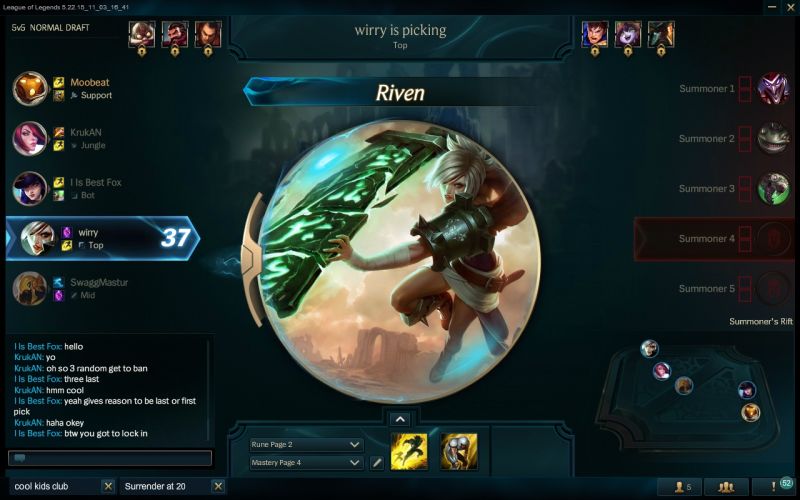 League of Legends 5.22.15_11_03_16_41
5v5 NORMAL DRAFT
wirry is picking
Top
Riven
Moobeat
Support
KrukAN
Jungle
I Is Best Fox
Bot
wirry
Top
37
SwaggMastur
Mid
Summoner 1
Summoner 2
Summoner 3
Summoner 4
Summoner 5
Summoner's Rift
I Is Best Fox: hello
KrukAN: yo
KrukAN: oh so 3 random get to ban
I Is Best Fox: three last
KrukAN: hmm cool
I Is Best Fox: yeah gives reason to be last or first
pick
KrukAN: haha okey
I Is Best Fox: btw you got to lock in
Rune Page 2
Mastery Page 4
cool kids club
Surrender at 20
5
52